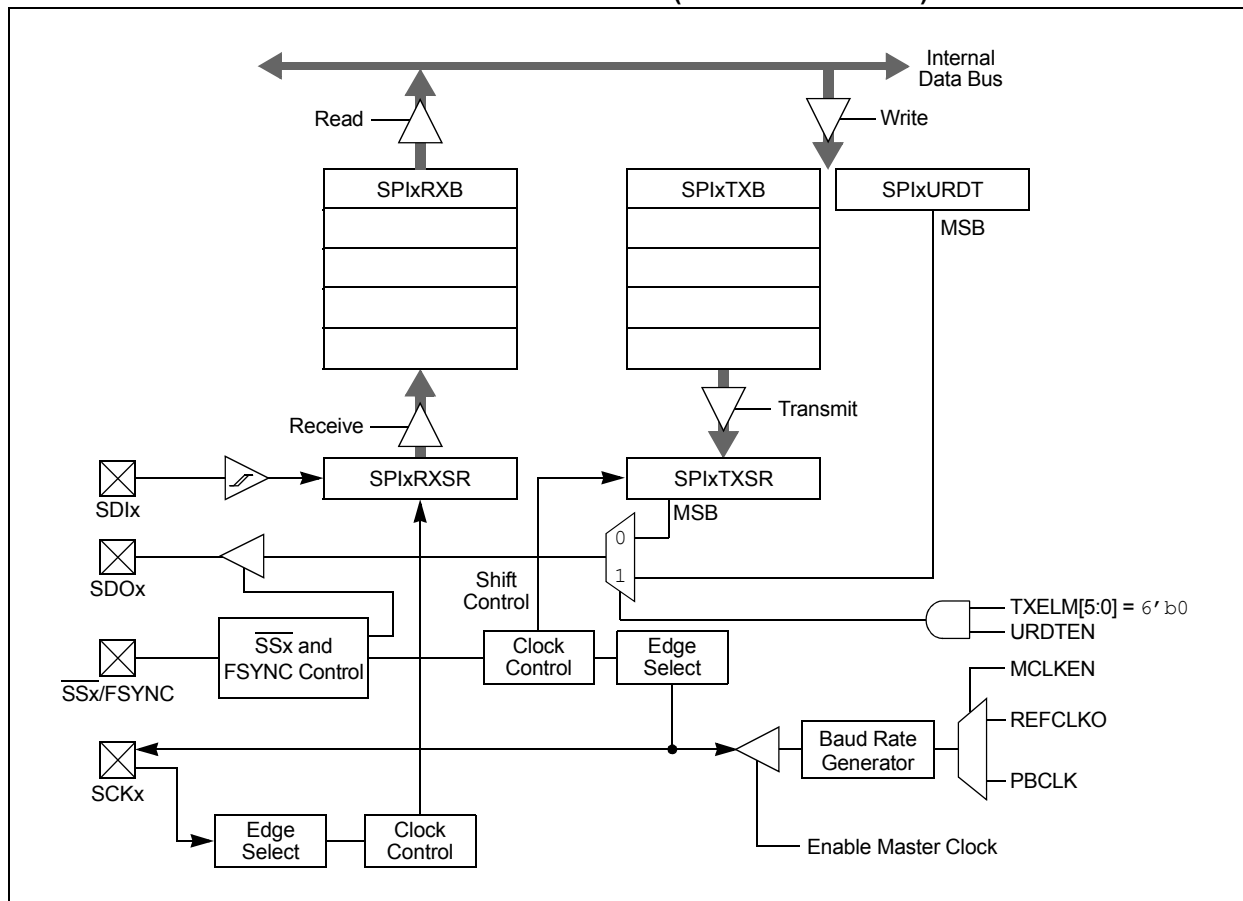 Internal
Data Bus
Read
Write
SPIxRXB
SPIxTXB
SPIxURDT
MSB
Receive
Transmit
SPIxRXSR
SPIxTXSR
SDIx
MSB
0
1
SDOx
Shift
Control
TXELM[5:0] = 6'b0
URDTEN
SSx and
FSYNC Control
Clock
Control
Edge
Select
SSx/FSYNC
MCLKEN
REFCLKO
Baud Rate
Generator
PBCLK
SCKx
Edge
Select
Clock
Control
Enable Master Clock